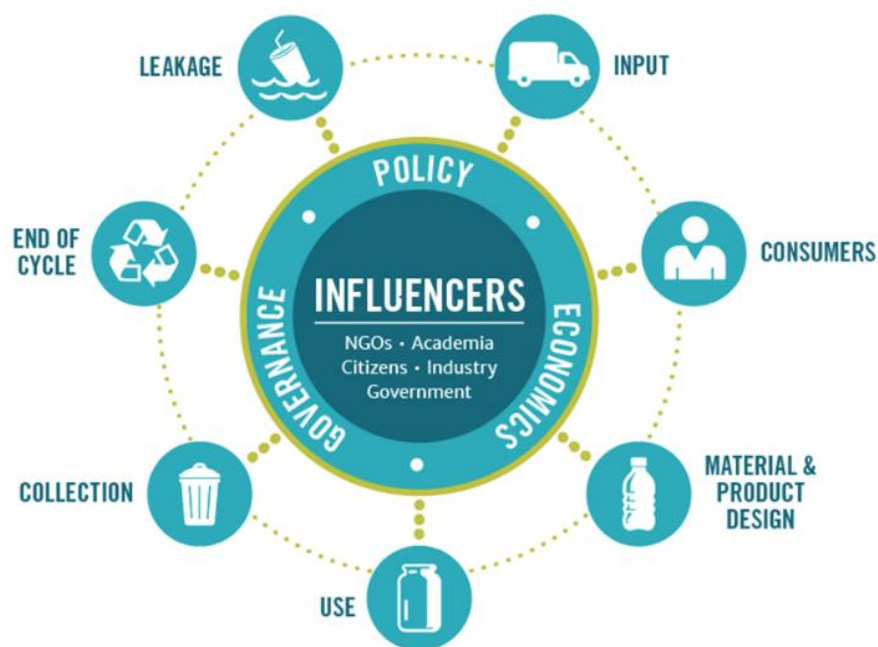 LEAKAGE
INPUT
POLICY
END OF
CYCLE
CONSUMERS
INFLUENCERS
NGOs • Academia
Citizens • Industry
Government
GOVERNANCE
ECONOMICS
COLLECTION
MATERIAL &
PRODUCT
DESIGN
USE